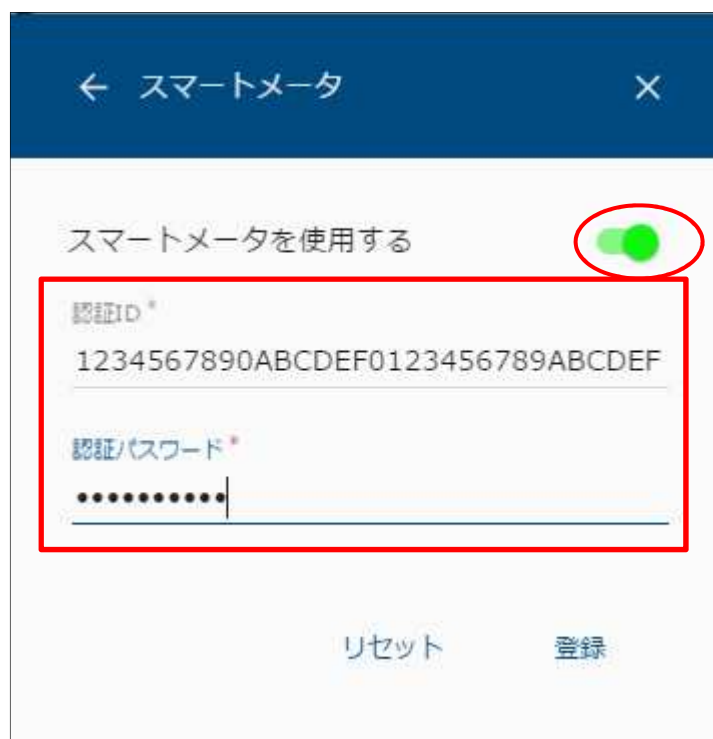 ← スマートメータ ×
スマートメータを使用する
認証ID *
1234567890ABCDEF0123456789ABCDEF
認証パスワード *
••••••••••
リセット 登録